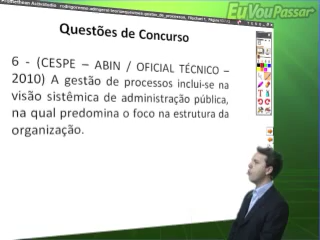 EuVouPassar
Questões de Concurso
6 - (CESPE – ABIN / OFICIAL TÉCNICO –
2010) A gestão de processos inclui-se na
visão sistêmica de administração pública,
na qual predomina o foco na estrutura da
organização.